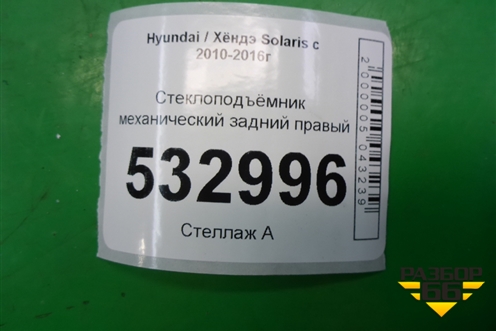 Hyundai / Хёндэ Solaris с
2010-2016г
Стеклоподъёмник
механический задний правый
532996
Стеллаж А
2000005043239
РАЗБОР
66